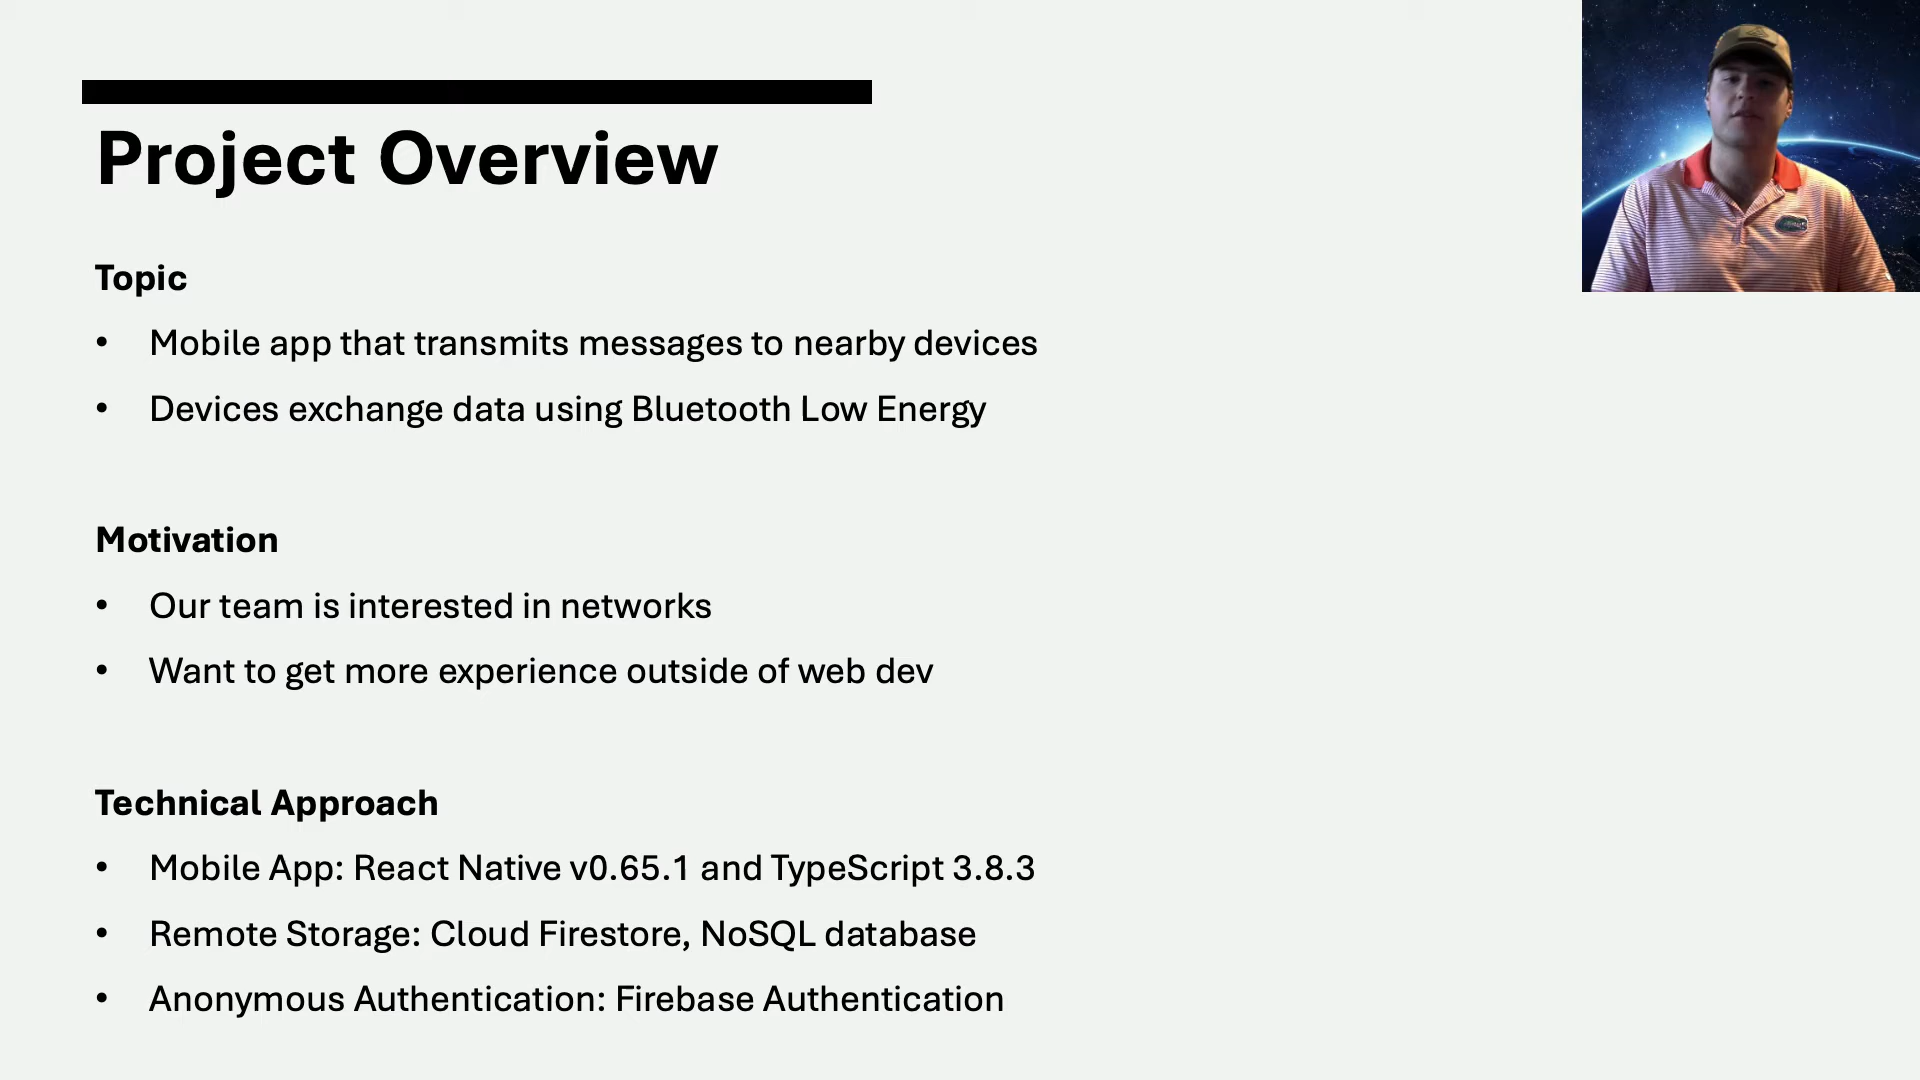 Project Overview
Topic
• Mobile app that transmits messages to nearby devices
• Devices exchange data using Bluetooth Low Energy
Motivation
• Our team is interested in networks
• Want to get more experience outside of web dev
Technical Approach
• Mobile App: React Native v0.65.1 and TypeScript 3.8.3
• Remote Storage: Cloud Firestore, NoSQL database
• Anonymous Authentication: Firebase Authentication